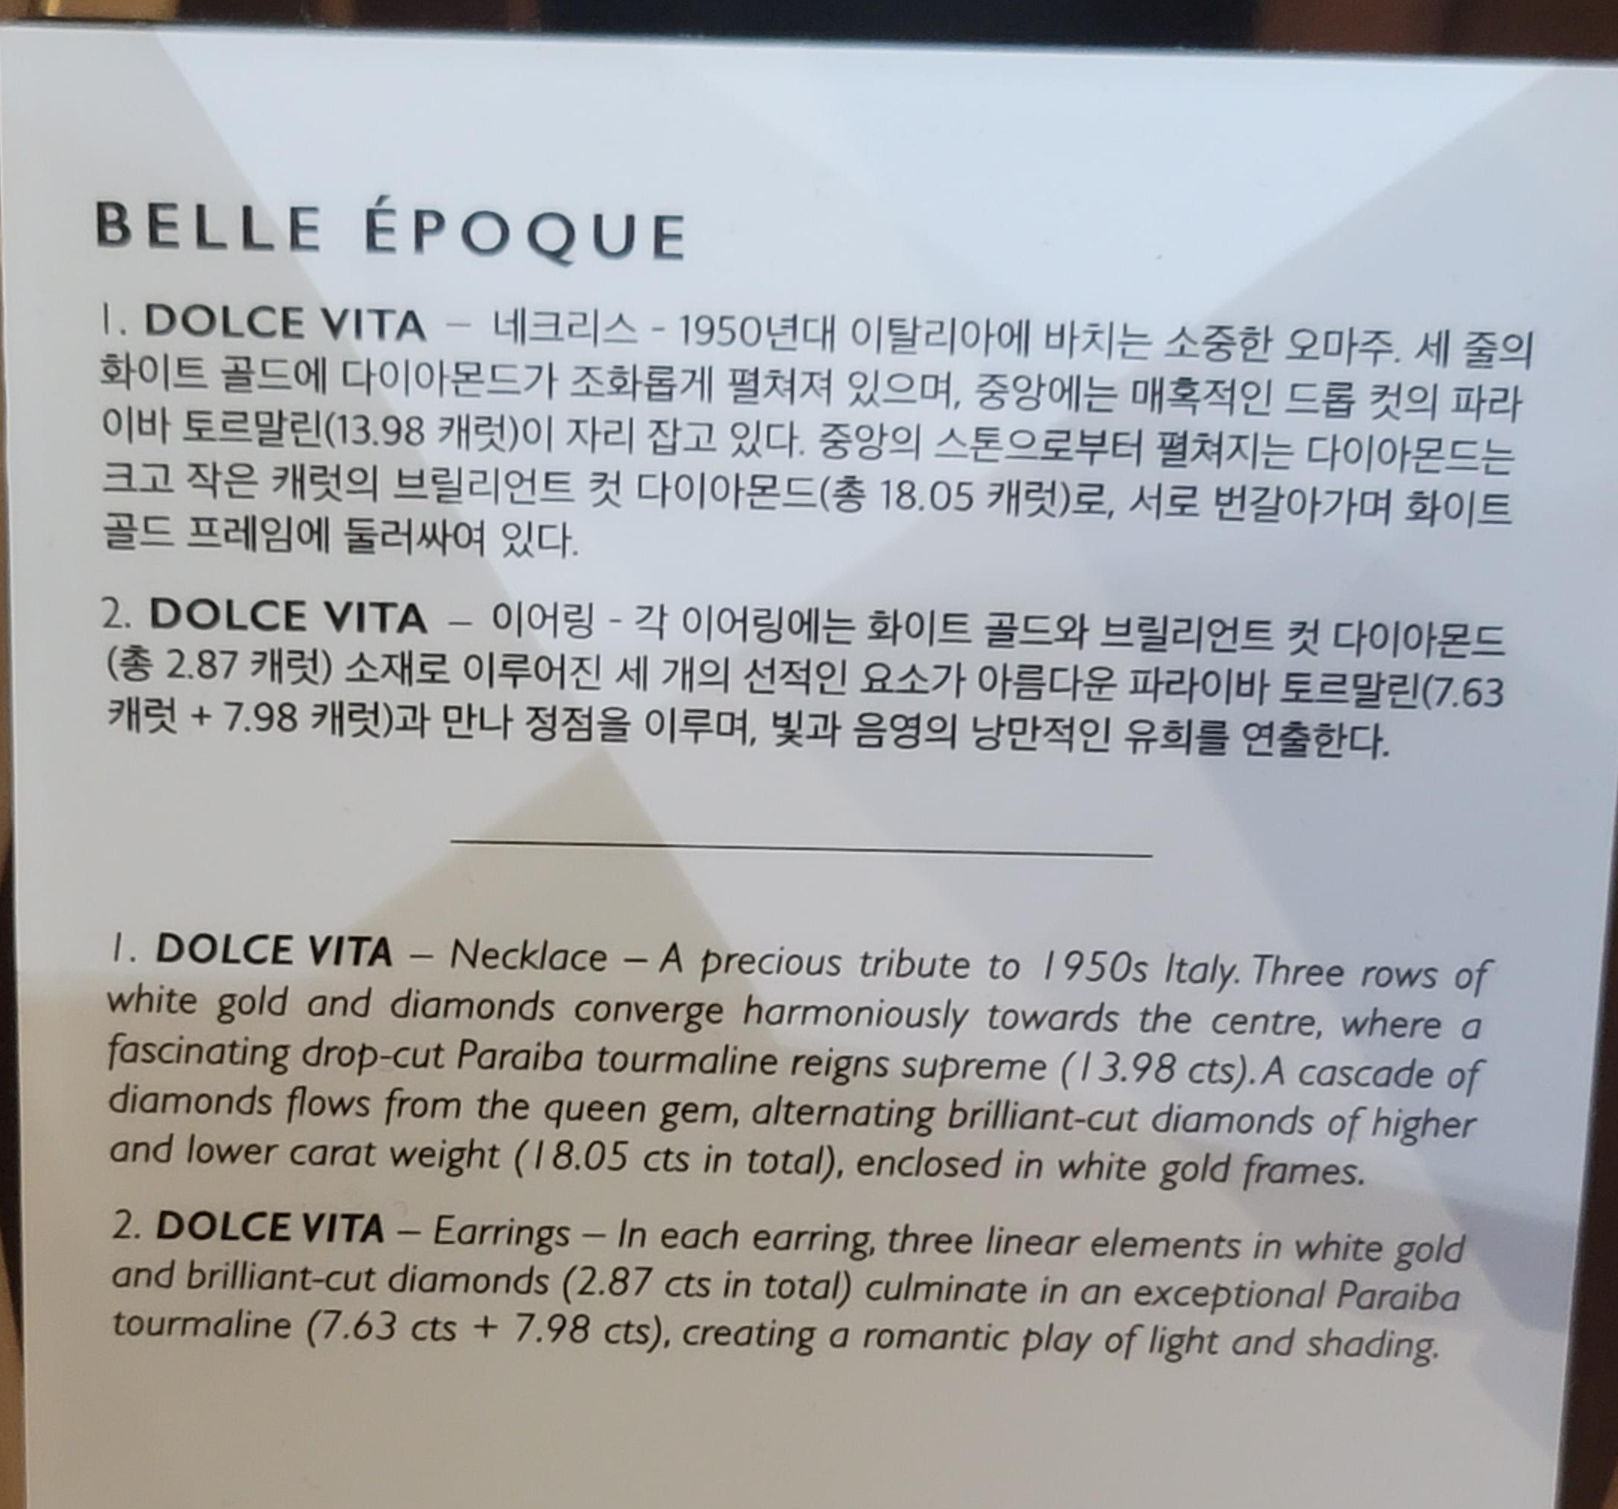 BELLE ÉPOQUE
1. DOLCE VITA – 네크리스 - 1950년대 이탈리아에 바치는 소중한 오마주. 세 줄의
화이트 골드에 다이아몬드가 조화롭게 펼쳐져 있으며, 중앙에는 매혹적인 드롭 컷의 파라
이바 토르말린(13.98 캐럿)이 자리 잡고 있다. 중앙의 스톤으로부터 펼쳐지는 다이아몬드는
크고 작은 캐럿의 브릴리언트 컷 다이아몬드(총 18.05 캐럿)로, 서로 번갈아가며 화이트
골드 프레임에 둘러싸여 있다.
2. DOLCE VITA – 이어링 - 각 이어링에는 화이트 골드와 브릴리언트 컷 다이아몬드
(총 2.87 캐럿) 소재로 이루어진 세 개의 선적인 요소가 아름다운 파라이바 토르말린(7.63
캐럿 + 7.98 캐럿)과 만나 정점을 이루며, 빛과 음영의 낭만적인 유희를 연출한다.
1. DOLCE VITA – Necklace – A precious tribute to 1950s Italy. Three rows of
white gold and diamonds converge harmoniously towards the centre, where a
fascinating drop-cut Paraiba tourmaline reigns supreme (13.98 cts). A cascade of
diamonds flows from the queen gem, alternating brilliant-cut diamonds of higher
and lower carat weight (18.05 cts in total), enclosed in white gold frames.
2. DOLCE VITA – Earrings – In each earring, three linear elements in white gold
and brilliant-cut diamonds (2.87 cts in total) culminate in an exceptional Paraiba
tourmaline (7.63 cts + 7.98 cts), creating a romantic play of light and shading.